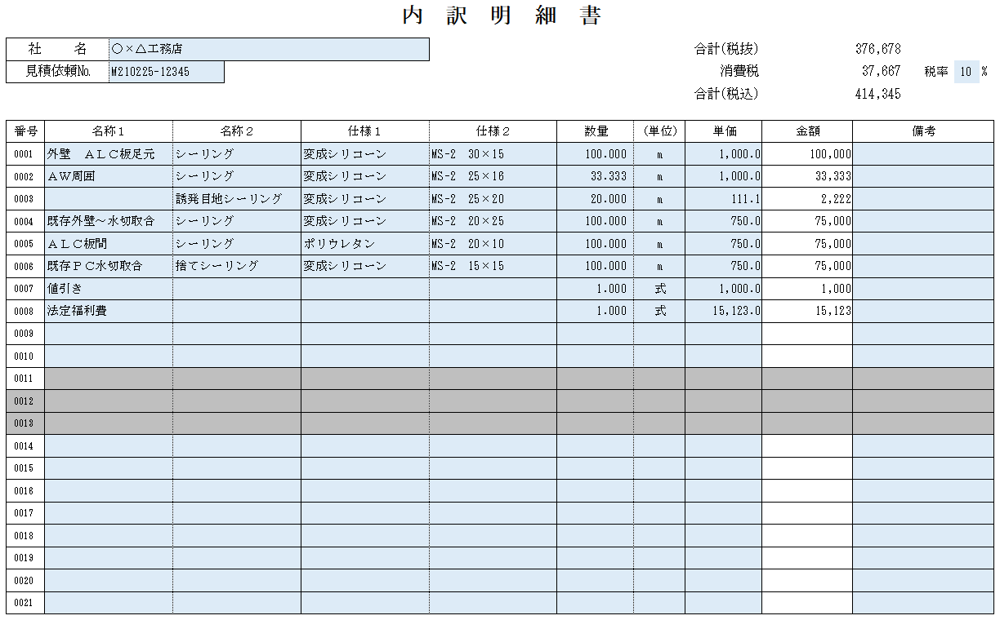 内 訳 明 細 書
社 名 ○×△工務店 合計(税抜) 376,678
見積依頼№ M210225-12345 消費税 37,667 税率 10 %
合計(税込) 414,345
番号 名称1 名称2 仕様1 仕様2 数量 (単位) 単価 金額 備考
0001 外壁 ALC板足元 シーリング 変成シリコーン MS-2 30×15 100.000 m 1,000.0 100,000
0002 AW周囲 シーリング 変成シリコーン MS-2 25×16 33.333 m 1,000.0 33,333
0003 誘発目地シーリング 変成シリコーン MS-2 25×20 20.000 m 111.1 2,222
0004 既存外壁～水切取合 シーリング 変成シリコーン MS-2 20×25 100.000 m 750.0 75,000
0005 ALC板間 シーリング ポリウレタン MS-2 20×10 100.000 m 750.0 75,000
0006 既存PC水切取合 捨てシーリング 変成シリコーン MS-2 15×15 100.000 m 750.0 75,000
0007 値引き 1.000 式 1,000.0 1,000
0008 法定福利費 1.000 式 15,123.0 15,123
0009
0010
0011
0012
0013
0014
0015
0016
0017
0018
0019
0020
0021